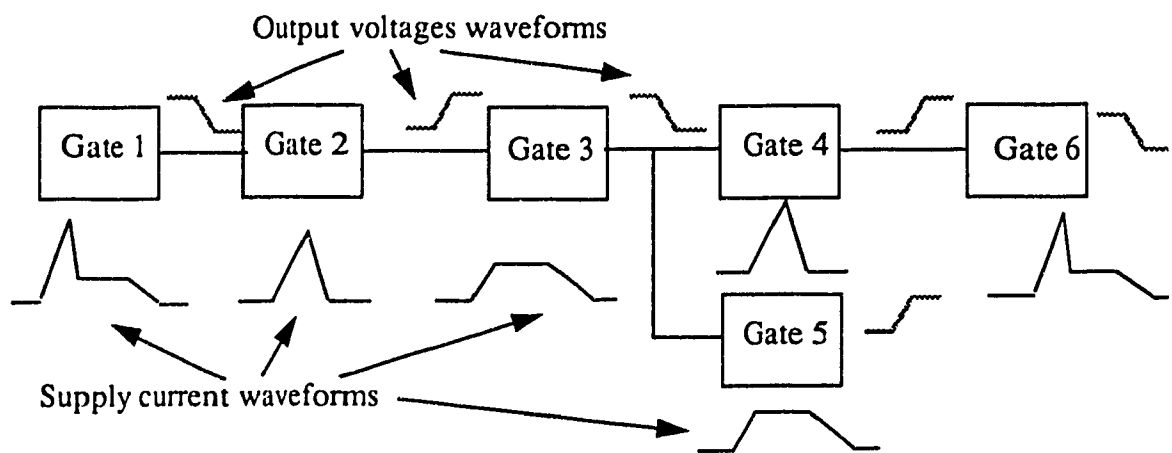 Output voltages waveforms
Gate 1
Gate 2
Gate 3
Gate 4
Gate 6
Gate 5
Supply current waveforms